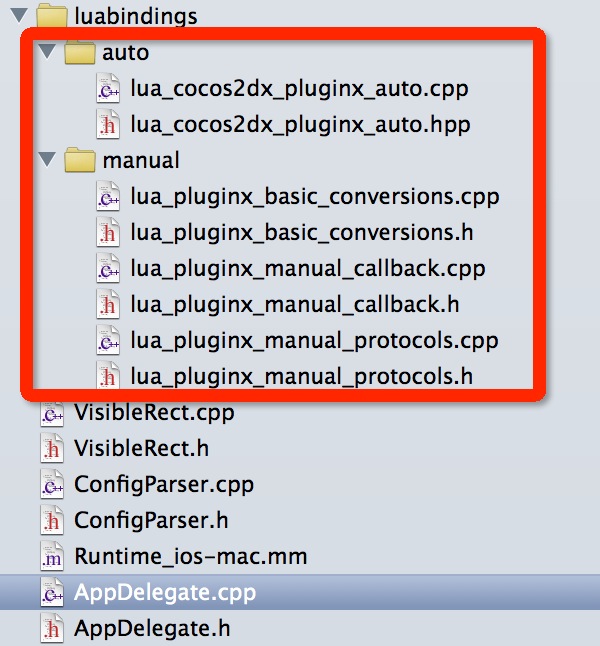 luabindings
auto
lua_cocos2dx_pluginx_auto.cpp
lua_cocos2dx_pluginx_auto.hpp
manual
lua_pluginx_basic_conversions.cpp
lua_pluginx_basic_conversions.h
lua_pluginx_manual_callback.cpp
lua_pluginx_manual_callback.h
lua_pluginx_manual_protocols.cpp
lua_pluginx_manual_protocols.h
VisibleRect.cpp
VisibleRect.h
ConfigParser.cpp
ConfigParser.h
Runtime_ios-mac.mm
AppDelegate.cpp
AppDelegate.h